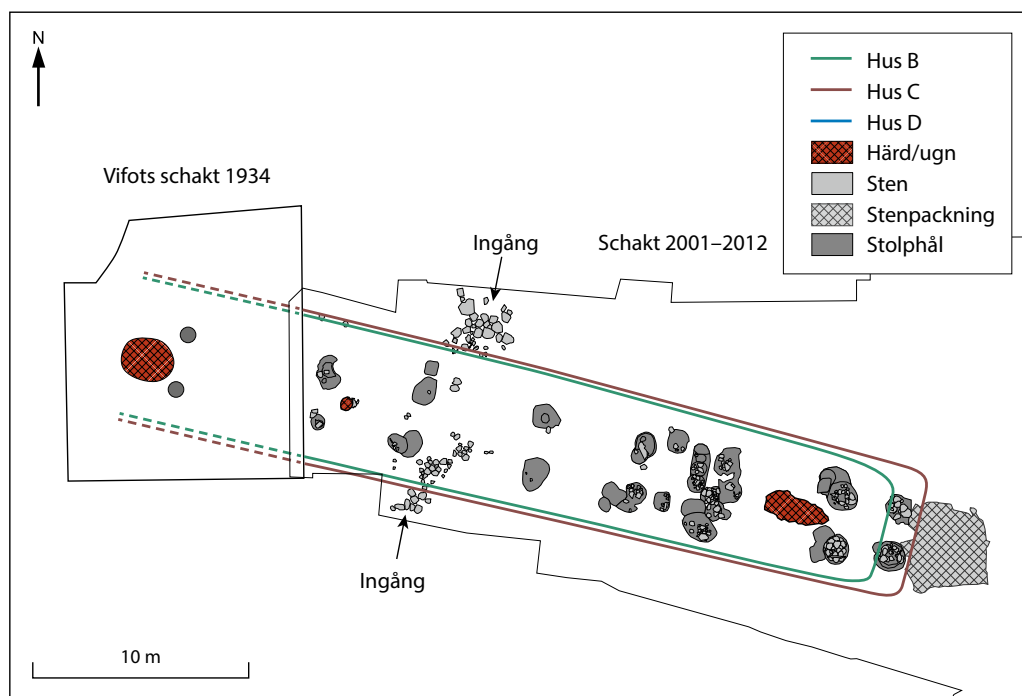 N
Hus B
Hus C
Hus D
Härd/ugn
Sten
Stenpackning
Stolphål
Vifots schakt 1934
Ingång
Schakt 2001–2012
Ingång
10 m